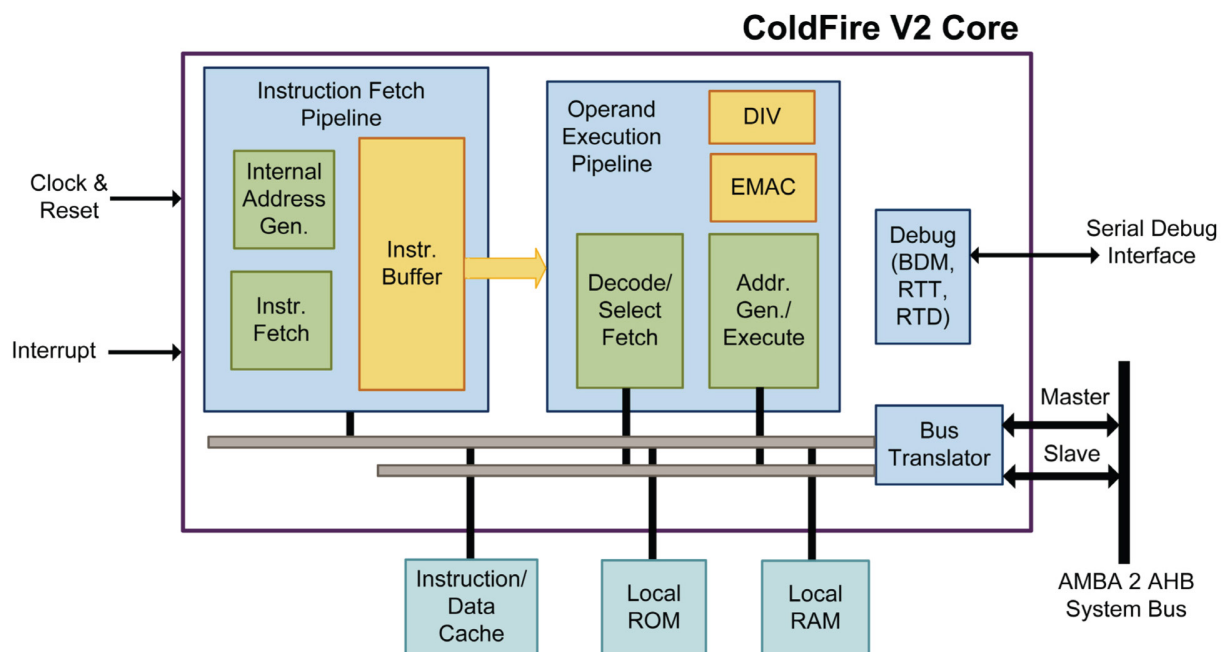 ColdFire V2 Core
Instruction Fetch
Pipeline
Internal
Address
Gen.
Instr.
Fetch
Instr.
Buffer
Operand
Execution
Pipeline
DIV
EMAC
Decode/
Select
Fetch
Addr.
Gen./
Execute
Clock &
Reset
Interrupt
Debug
(BDM,
RTT,
RTD)
Serial Debug
Interface
Bus
Translator
Master
Slave
Instruction/
Data
Cache
Local
ROM
Local
RAM
AMBA 2 AHB
System Bus